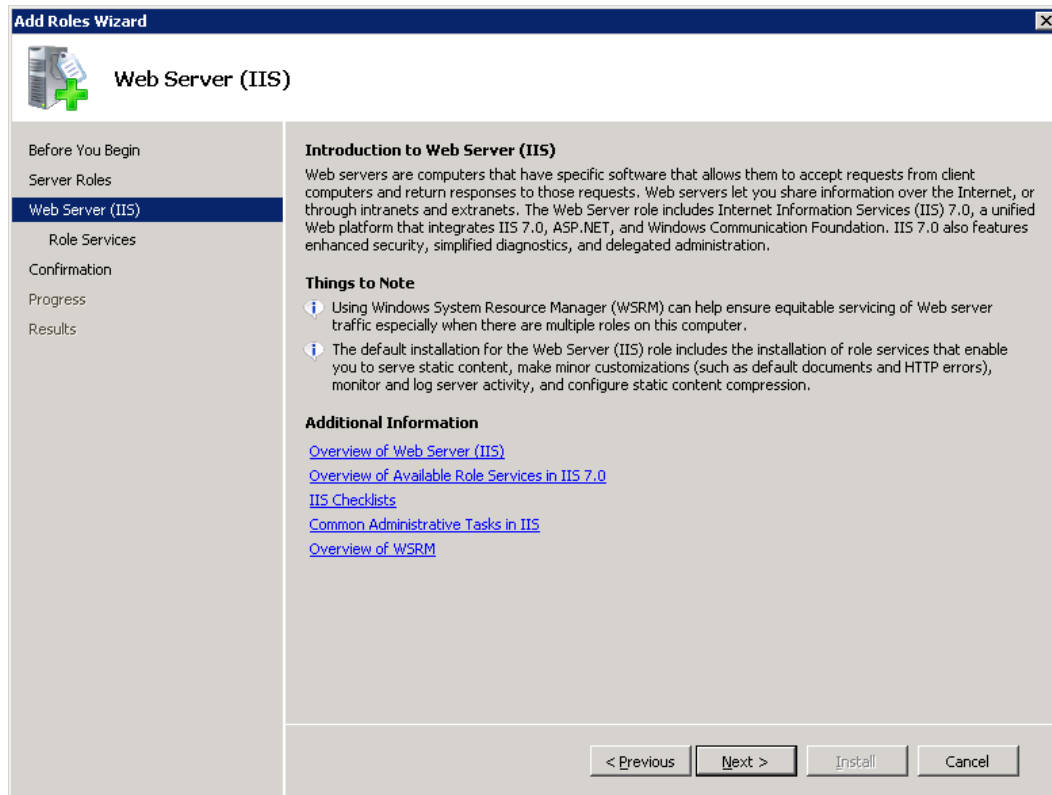 Add Roles Wizard
Web Server (IIS)
Before You Begin
Server Roles
Web Server (IIS)
Role Services
Confirmation
Progress
Results
Introduction to Web Server (IIS)
Web servers are computers that have specific software that allows them to accept requests from client
computers and return responses to those requests. Web servers let you share information over the Internet, or
through intranets and extranets. The Web Server role includes Internet Information Services (IIS) 7.0, a unified
Web platform that integrates IIS 7.0, ASP.NET, and Windows Communication Foundation. IIS 7.0 also features
enhanced security, simplified diagnostics, and delegated administration.
Things to Note
Using Windows System Resource Manager (WSRM) can help ensure equitable servicing of Web server
traffic especially when there are multiple roles on this computer.
The default installation for the Web Server (IIS) role includes the installation of role services that enable
you to serve static content, make minor customizations (such as default documents and HTTP errors),
monitor and log server activity, and configure static content compression.
Additional Information
Overview of Web Server (IIS)
Overview of Available Role Services in IIS 7.0
IIS Checklists
Common Administrative Tasks in IIS
Overview of WSRM
< Previous Next > Install Cancel